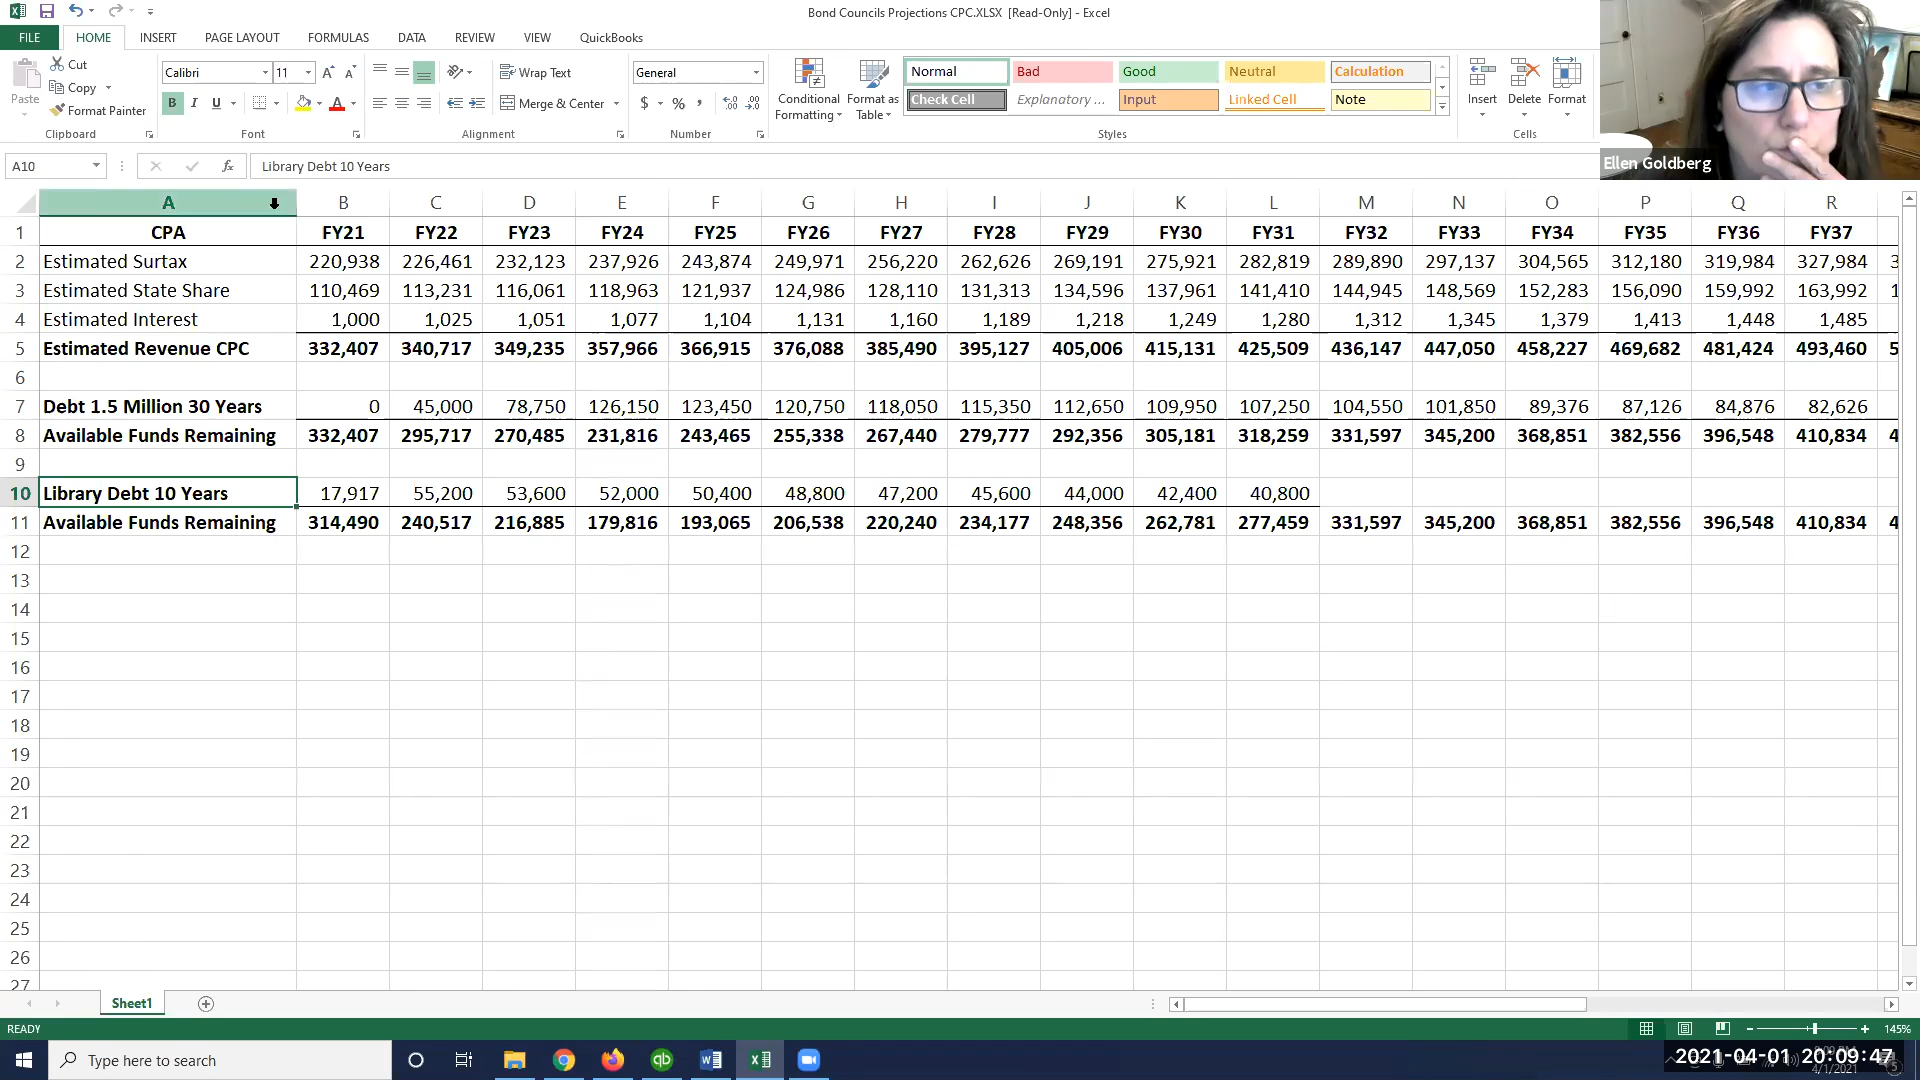 Bond Councils Projections CPC.XLSX [Read-Only] - Excel
FILE HOME INSERT PAGE LAYOUT FORMULAS DATA REVIEW VIEW QuickBooks
Paste
Cut
Copy
Format Painter
Clipboard
Calibri 11
B I U
Font
Wrap Text
Merge & Center
Alignment
General
$ % ,
Number
Conditional Formatting
Format as Table
Normal Bad Good Neutral Calculation
Check Cell Explanatory ... Input Linked Cell Note
Styles
Insert Delete Format
Cells
Ellen Goldberg
A10 fx Library Debt 10 Years
A B C D E F G H I J K L M N O P Q R
1 CPA FY21 FY22 FY23 FY24 FY25 FY26 FY27 FY28 FY29 FY30 FY31 FY32 FY33 FY34 FY35 FY36 FY37
2 Estimated Surtax 220,938 226,461 232,123 237,926 243,874 249,971 256,220 262,626 269,191 275,921 282,819 289,890 297,137 304,565 312,180 319,984 327,984 3
3 Estimated State Share 110,469 113,231 116,061 118,963 121,937 124,986 128,110 131,313 134,596 137,961 141,410 144,945 148,569 152,283 156,090 159,992 163,992 1
4 Estimated Interest 1,000 1,025 1,051 1,077 1,104 1,131 1,160 1,189 1,218 1,249 1,280 1,312 1,345 1,379 1,413 1,448 1,485
5 Estimated Revenue CPC 332,407 340,717 349,235 357,966 366,915 376,088 385,490 395,127 405,006 415,131 425,509 436,147 447,050 458,227 469,682 481,424 493,460 5
6
7 Debt 1.5 Million 30 Years 0 45,000 78,750 126,150 123,450 120,750 118,050 115,350 112,650 109,950 107,250 104,550 101,850 89,376 87,126 84,876 82,626
8 Available Funds Remaining 332,407 295,717 270,485 231,816 243,465 255,338 267,440 279,777 292,356 305,181 318,259 331,597 345,200 368,851 382,556 396,548 410,834 4
9
10 Library Debt 10 Years 17,917 55,200 53,600 52,000 50,400 48,800 47,200 45,600 44,000 42,400 40,800
11 Available Funds Remaining 314,490 240,517 216,885 179,816 193,065 206,538 220,240 234,177 248,356 262,781 277,459 331,597 345,200 368,851 382,556 396,548 410,834 4
12
13
14
15
16
17
18
19
20
21
22
23
24
25
26
27
Sheet1
READY 145%
Type here to search
2021-04-01 20:09:47
4/1/2021